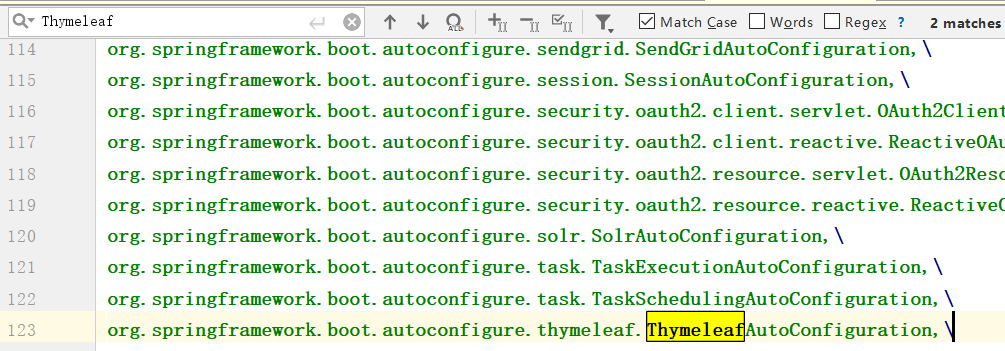 Thymeleaf
ALL
Match Case Words Regex ? 2 matches
114 org.springframework.boot.autoconfigure.sendgrid.SendGridAutoConfiguration,\
115 org.springframework.boot.autoconfigure.session.SessionAutoConfiguration,\
116 org.springframework.boot.autoconfigure.security.oauth2.client.servlet.OAuth2Client
117 org.springframework.boot.autoconfigure.security.oauth2.client.reactive.ReactiveOAu
118 org.springframework.boot.autoconfigure.security.oauth2.resource.servlet.OAuth2Reso
119 org.springframework.boot.autoconfigure.security.oauth2.resource.reactive.ReactiveO
120 org.springframework.boot.autoconfigure.solr.SolrAutoConfiguration,\
121 org.springframework.boot.autoconfigure.task.TaskExecutionAutoConfiguration,\
122 org.springframework.boot.autoconfigure.task.TaskSchedulingAutoConfiguration,\
123 org.springframework.boot.autoconfigure.thymeleaf.ThymeleafAutoConfiguration,\